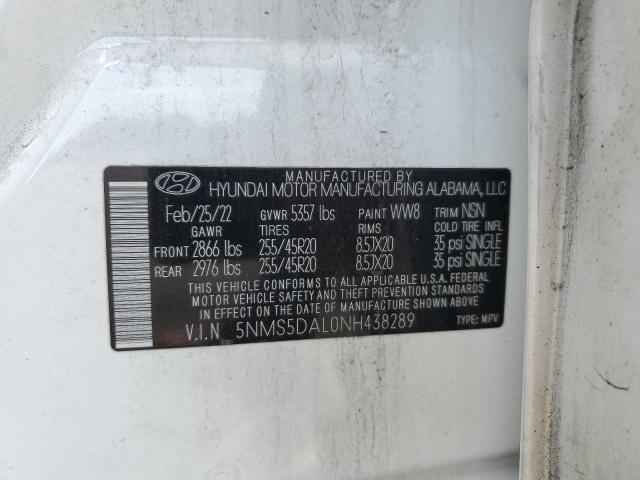 MANUFACTURED BY
HYUNDAI MOTOR MANUFACTURING ALABAMA, LLC
Feb/25/22 GVWR 5357 lbs PAINT WW8 TRIM NSN
GAWR TIRES RIMS COLD TIRE INFL
FRONT 2866 lbs 255/45R20 8.5JX20 35 psi SINGLE
REAR 2976 lbs 255/45R20 8.5JX20 35 psi SINGLE
THIS VEHICLE CONFORMS TO ALL APPLICABLE U.S.A. FEDERAL
MOTOR VEHICLE SAFETY, BUMPER, AND THEFT PREVENTION STANDARDS
IN EFFECT ON THE DATE OF MANUFACTURE SHOWN ABOVE.
V.I.N 5NMS5DAL0NH438289 TYPE: MPV